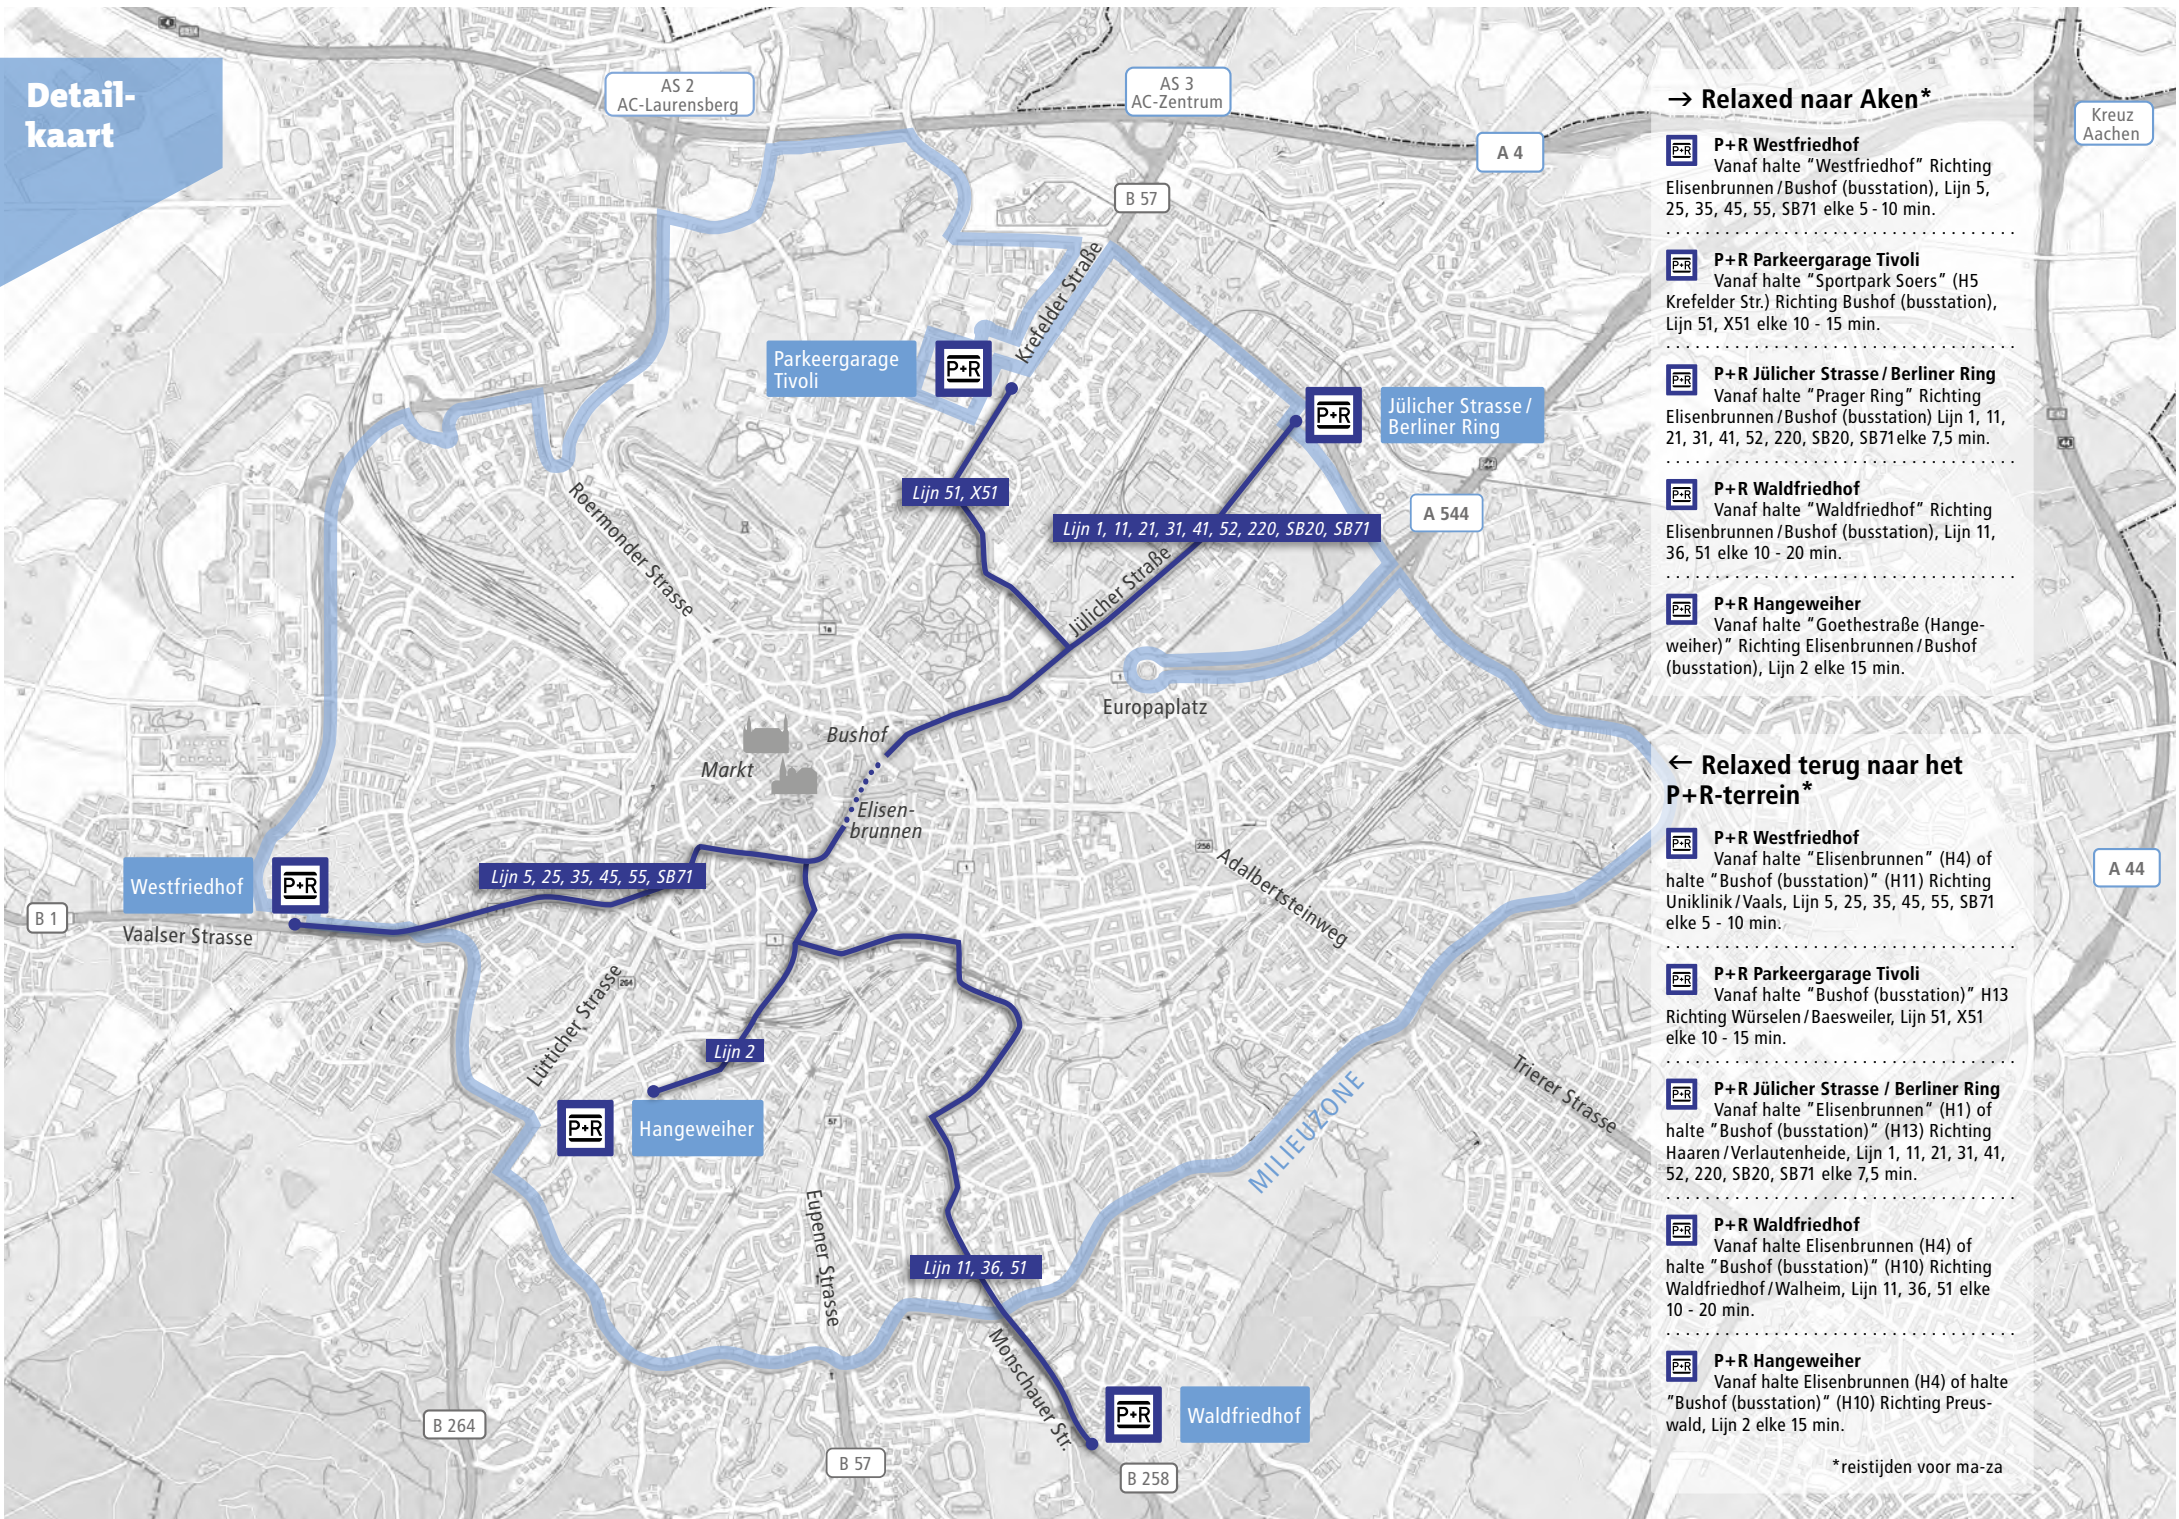 Detail-
kaart
AS 2
AC-Laurensberg
AS 3
AC-Zentrum
A 4
Kreuz
Aachen
B 57
Krefelder Straße
Parkeergarage
Tivoli
P+R
P+R
Jülicher Strasse /
Berliner Ring
Lijn 51, X51
Lijn 1, 11, 21, 31, 41, 52, 220, SB20, SB71
A 544
Roermonder Strasse
Jülicher Straße
Europaplatz
Bushof
Markt
Elisen-
brunnen
Adalbertsteinweg
A 44
Westfriedhof
P+R
Lijn 5, 25, 35, 45, 55, SB71
B 1
Vaalser Strasse
Lütticher Strasse
Lijn 2
P+R
Hangeweiher
Trierer Strasse
MILIEUZONE
Eupener Strasse
Lijn 11, 36, 51
Monschauer Str.
P+R
Waldfriedhof
B 264
B 57
B 258
→ Relaxed naar Aken*
P+R
P+R Westfriedhof
Vanaf halte “Westfriedhof” Richting
Elisenbrunnen / Bushof (busstation), Lijn 5,
25, 35, 45, 55, SB71 elke 5 - 10 min.
P+R
P+R Parkeergarage Tivoli
Vanaf halte “Sportpark Soers” (H5
Krefelder Str.) Richting Bushof (busstation),
Lijn 51, X51 elke 10 - 15 min.
P+R
P+R Jülicher Strasse / Berliner Ring
Vanaf halte “Prager Ring” Richting
Elisenbrunnen / Bushof (busstation) Lijn 1, 11,
21, 31, 41, 52, 220, SB20, SB71 elke 7,5 min.
P+R
P+R Waldfriedhof
Vanaf halte “Waldfriedhof” Richting
Elisenbrunnen / Bushof (busstation), Lijn 11,
36, 51 elke 10 - 20 min.
P+R
P+R Hangeweiher
Vanaf halte “Goethestraße (Hange-
weiher)” Richting Elisenbrunnen / Bushof
(busstation), Lijn 2 elke 15 min.
← Relaxed terug naar het
P+R-terrein*
P+R
P+R Westfriedhof
Vanaf halte “Elisenbrunnen” (H4) of
halte “Bushof (busstation)” (H11) Richting
Uniklinik / Vaals, Lijn 5, 25, 35, 45, 55, SB71
elke 5 - 10 min.
P+R
P+R Parkeergarage Tivoli
Vanaf halte “Bushof (busstation)” H13
Richting Würselen / Baesweiler, Lijn 51, X51
elke 10 - 15 min.
P+R
P+R Jülicher Strasse / Berliner Ring
Vanaf halte ”Elisenbrunnen“ (H1) of
halte ”Bushof (busstation)“ (H13) Richting
Haaren / Verlautenheide, Lijn 1, 11, 21, 31, 41,
52, 220, SB20, SB71 elke 7,5 min.
P+R
P+R Waldfriedhof
Vanaf halte Elisenbrunnen (H4) of
halte ”Bushof (busstation)“ (H10) Richting
Waldfriedhof / Walheim, Lijn 11, 36, 51 elke
10 - 20 min.
P+R
P+R Hangeweiher
Vanaf halte Elisenbrunnen (H4) of halte
”Bushof (busstation)“ (H10) Richting Preus-
wald, Lijn 2 elke 15 min.
*reistijden voor ma-za